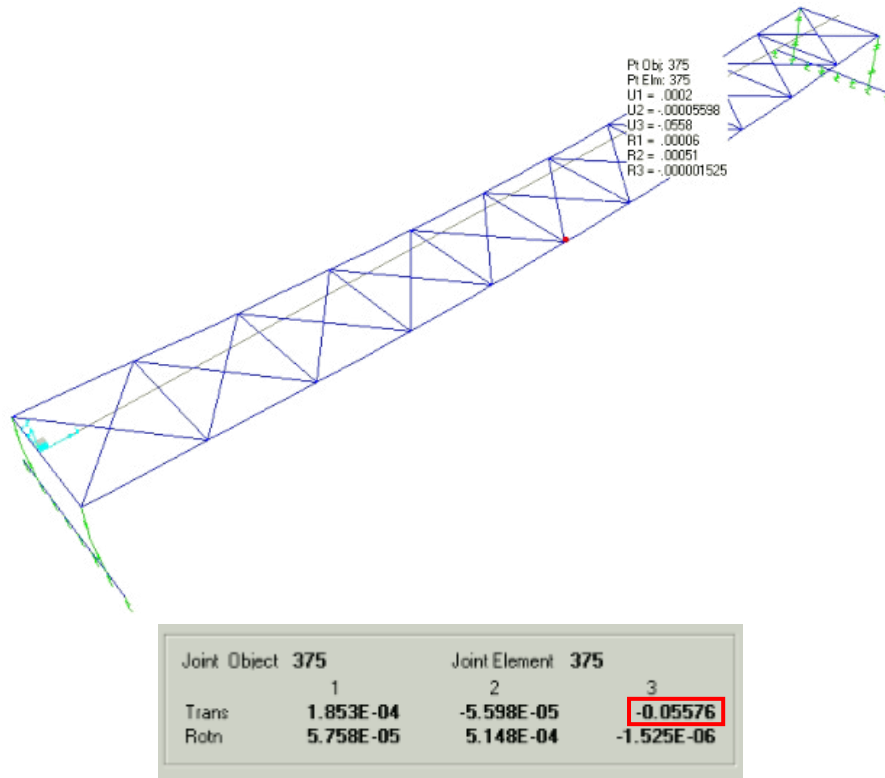 Pt Obj: 375
Pt Elm: 375
U1 = .0002
U2 = -.00005598
U3 = -.0558
R1 = .00006
R2 = .00051
R3 = -.000001525
Joint Object 375 Joint Element 375
1 2 3
Trans 1.853E-04 -5.598E-05 -0.05576
Rotn 5.758E-05 5.148E-04 -1.525E-06